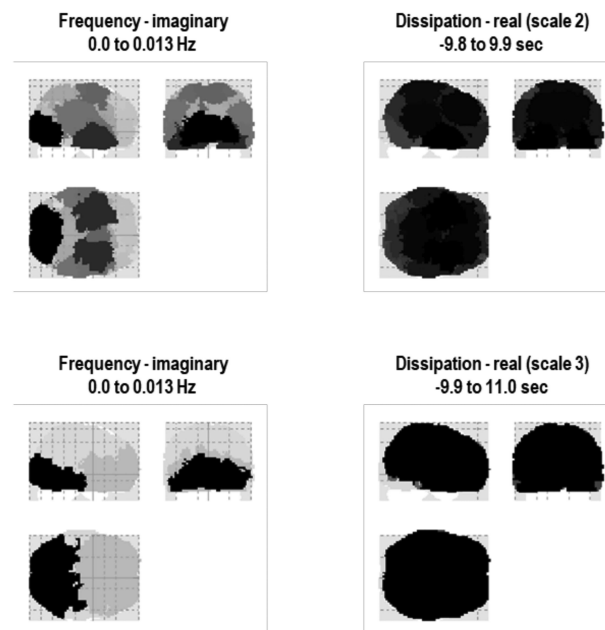 Frequency - imaginary
0.0 to 0.013 Hz
Dissipation - real (scale 2)
-9.8 to 9.9 sec
Frequency - imaginary
0.0 to 0.013 Hz
Dissipation - real (scale 3)
-9.9 to 11.0 sec